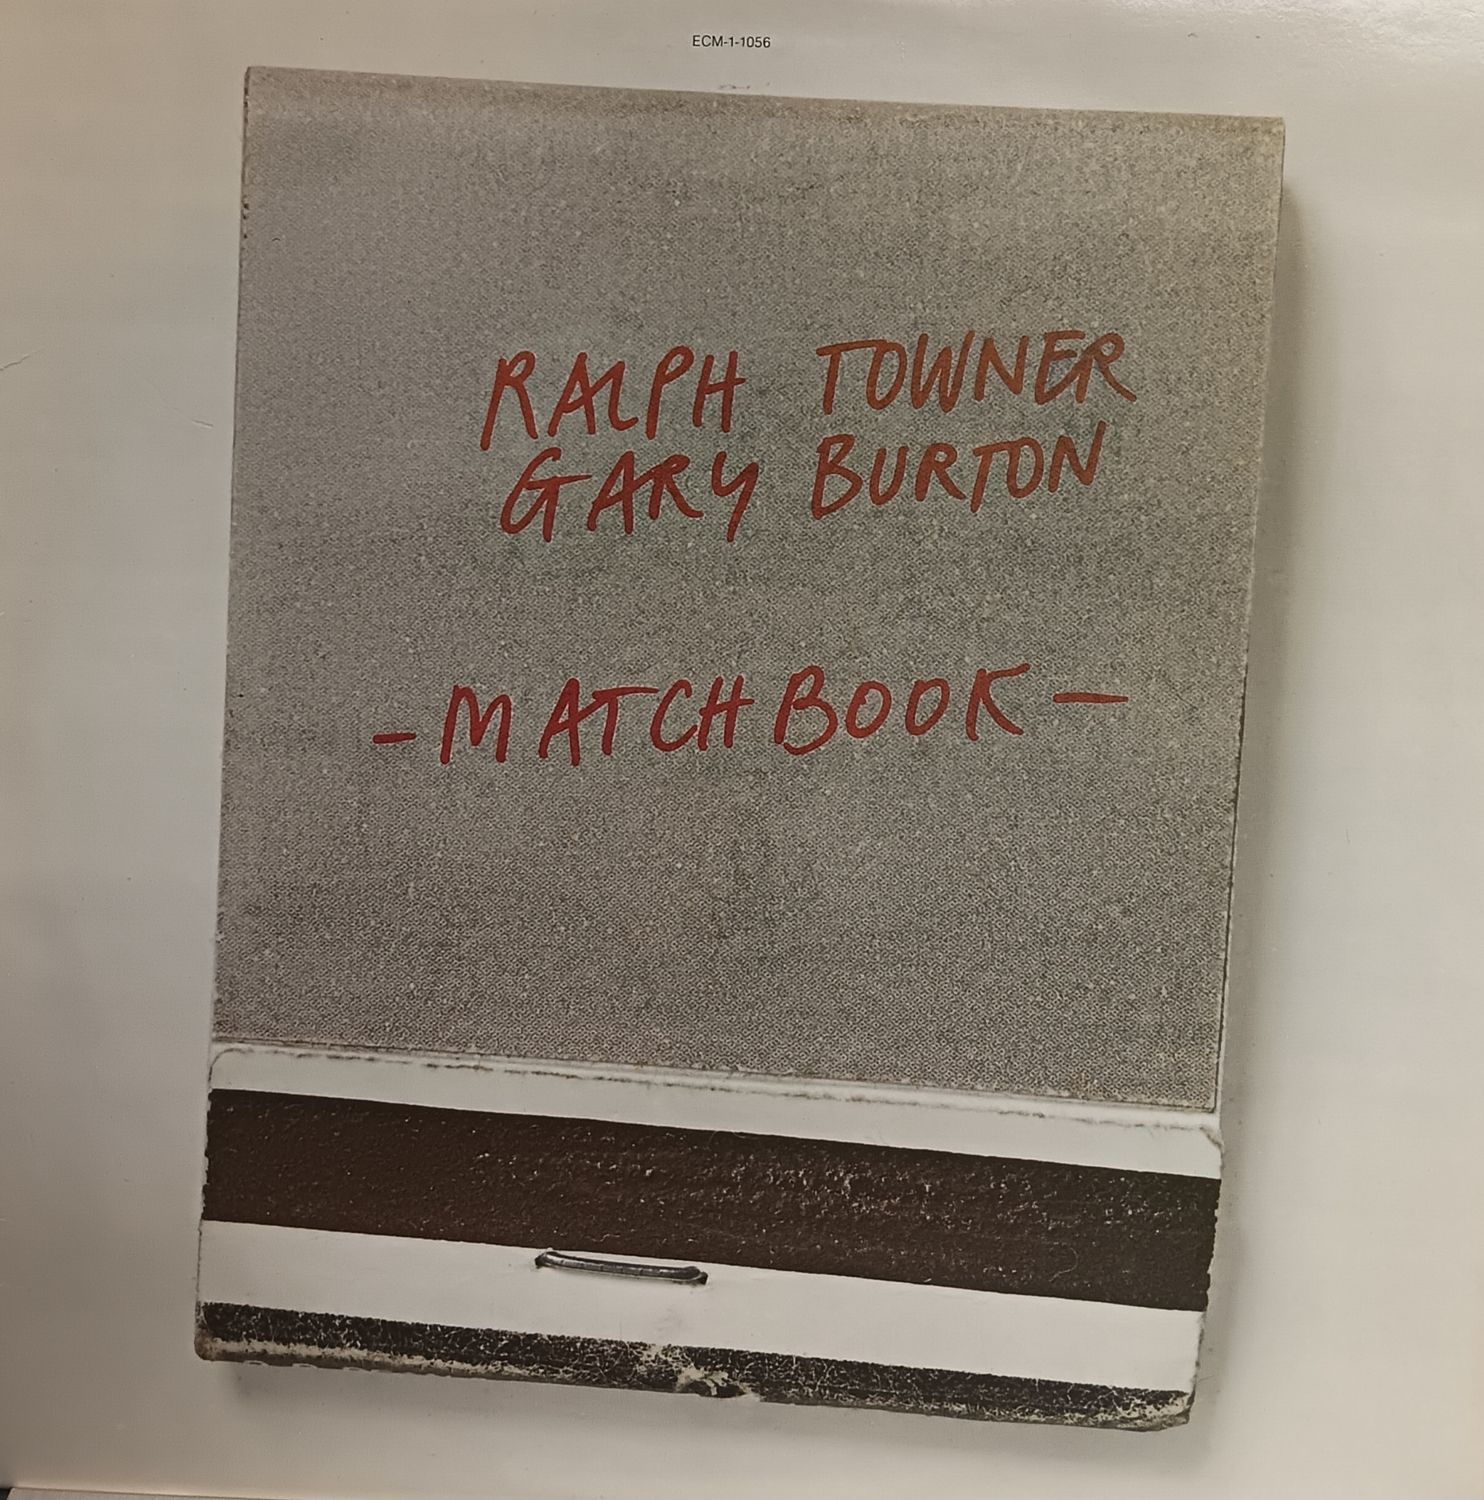 ECM-1-1056
RALPH TOWNER
GARY BURTON
- MATCHBOOK -